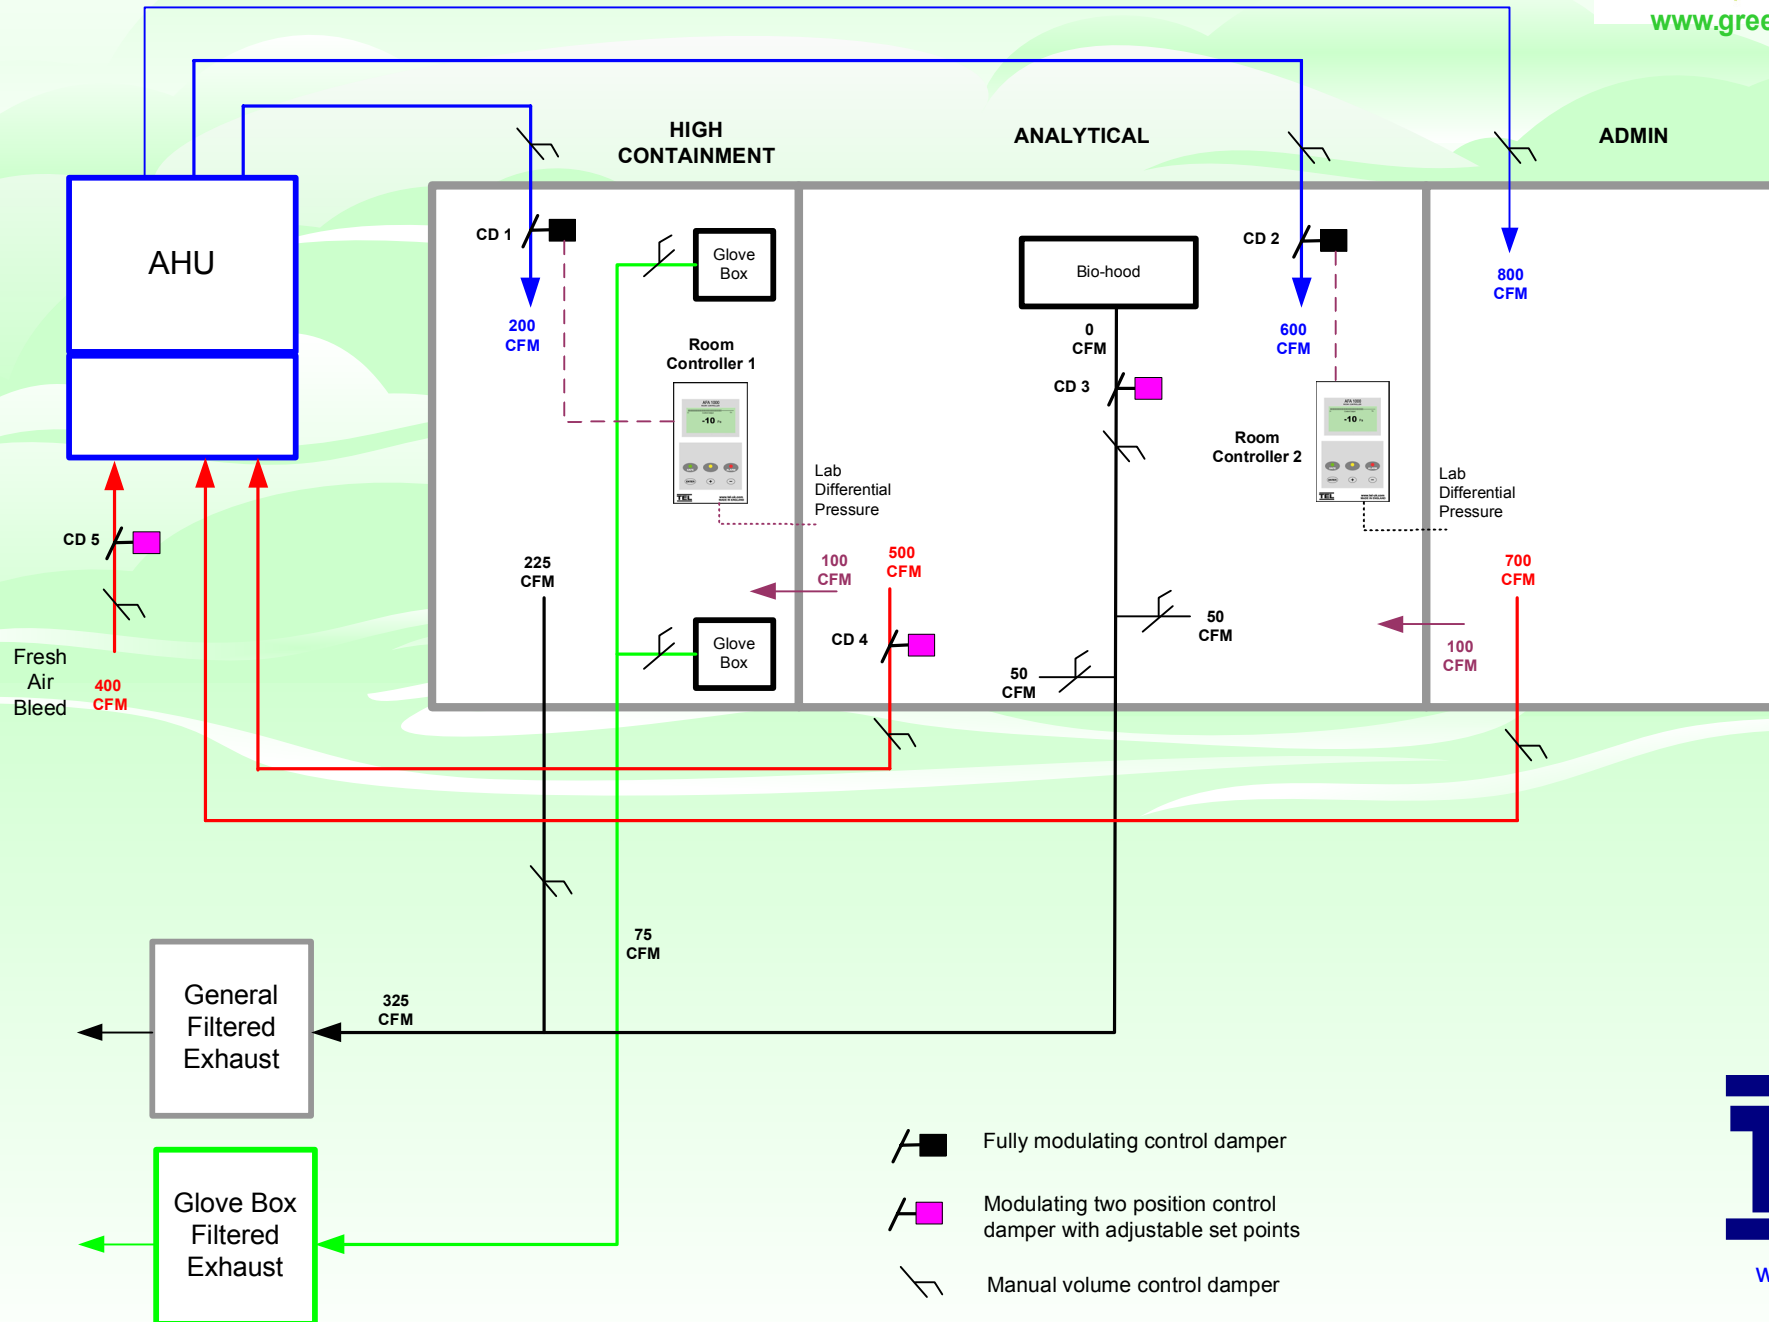 www.gree
HIGH
CONTAINMENT
ANALYTICAL
ADMIN
AHU
CD 1
Glove
Box
200
CFM
Room
Controller 1
-10
TEL
Bio-hood
0
CFM
CD 3
CD 2
600
CFM
800
CFM
Room
Controller 2
-10
TEL
Lab
Differential
Pressure
Lab
Differential
Pressure
CD 5
Fresh
Air
Bleed
400
CFM
225
CFM
100
CFM
500
CFM
Glove
Box
CD 4
50
CFM
50
CFM
100
CFM
700
CFM
75
CFM
325
CFM
General
Filtered
Exhaust
Glove Box
Filtered
Exhaust
Fully modulating control damper
Modulating two position control
damper with adjustable set points
Manual volume control damper